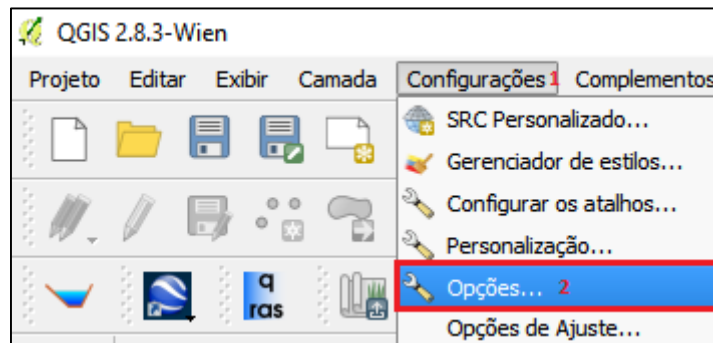 QGIS 2.8.3-Wien
Projeto Editar Exibir Camada Configurações 1 Complementos
SRC Personalizado...
Gerenciador de estilos...
Configurar os atalhos...
Personalização...
q
ras
Opções... 2
Opções de Ajuste...